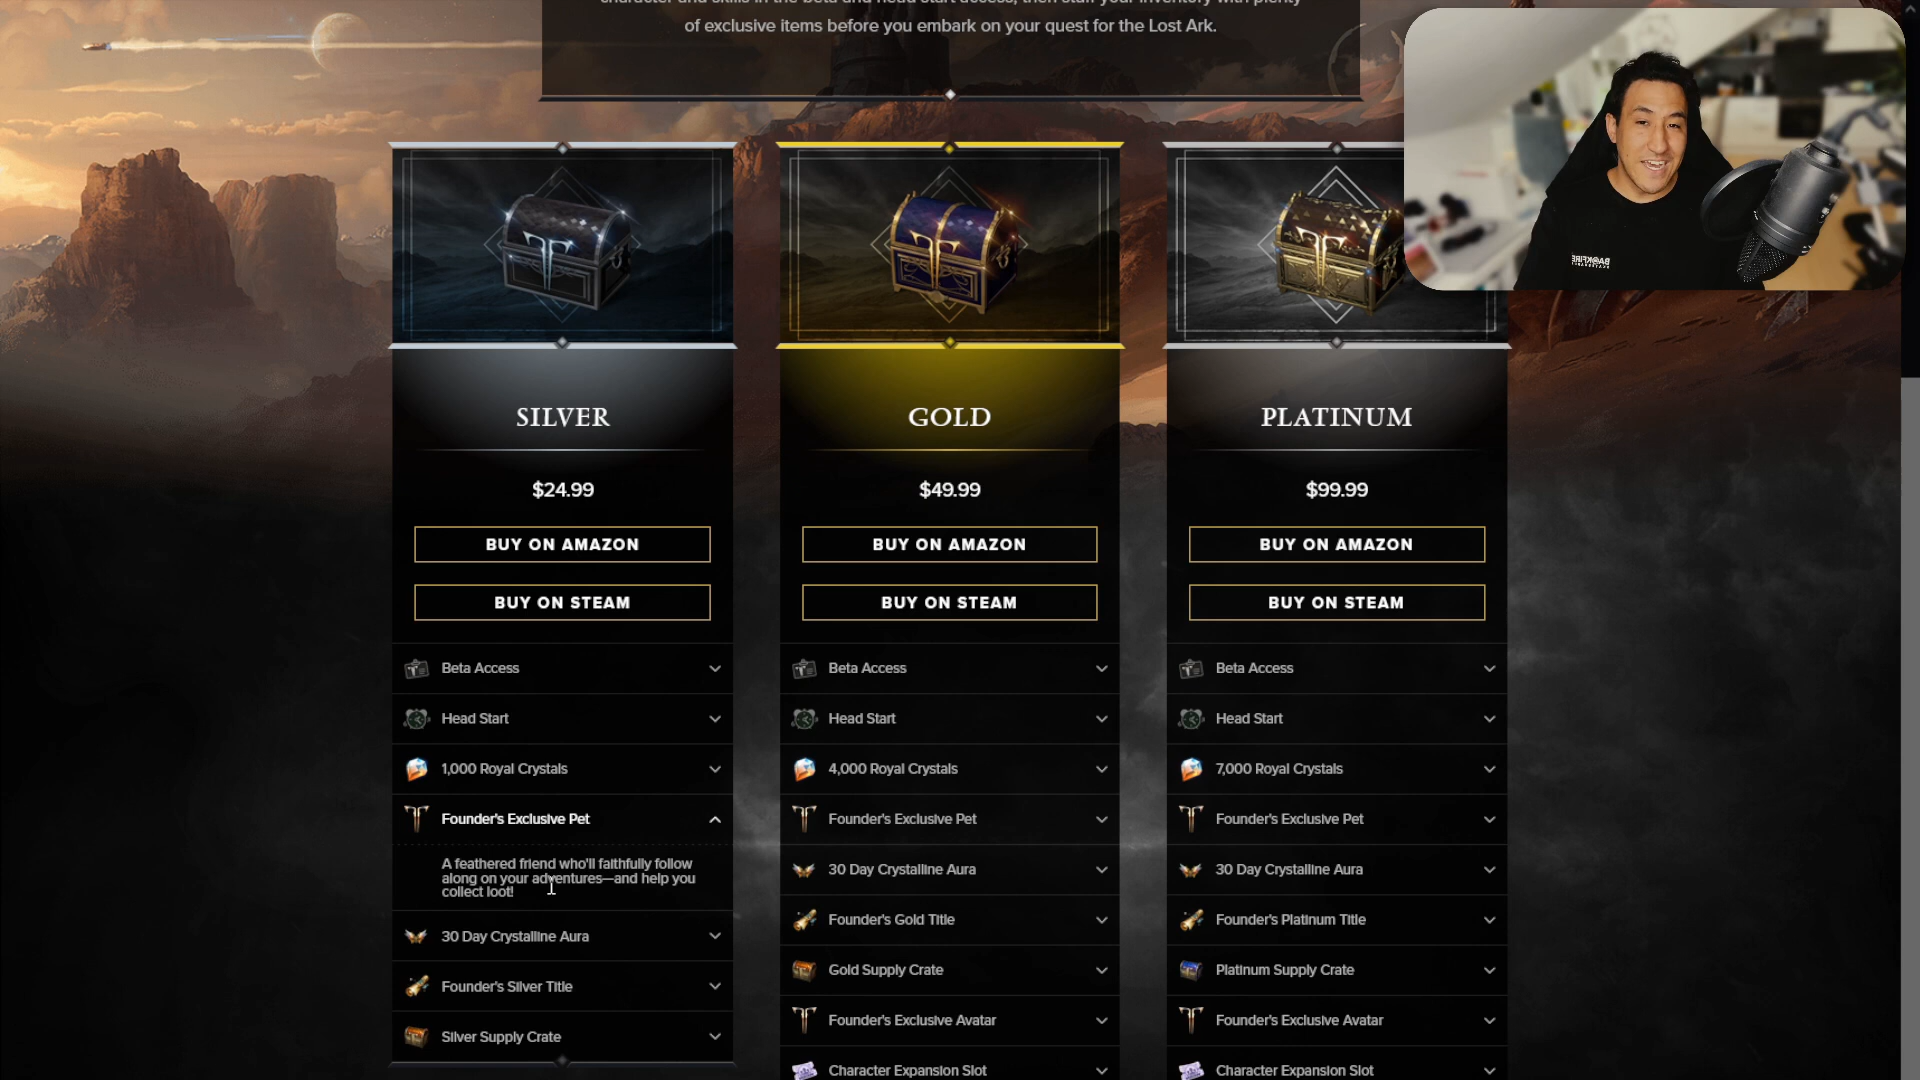 of exclusive items before you embark on your quest for the Lost Ark.
SILVER
$24.99
BUY ON AMAZON
BUY ON STEAM
Beta Access
Head Start
1,000 Royal Crystals
Founder's Exclusive Pet
A feathered friend who'll faithfully follow
along on your adventures—and help you
collect loot!
30 Day Crystalline Aura
Founder's Silver Title
Silver Supply Crate
GOLD
$49.99
BUY ON AMAZON
BUY ON STEAM
Beta Access
Head Start
4,000 Royal Crystals
Founder's Exclusive Pet
30 Day Crystalline Aura
Founder's Gold Title
Gold Supply Crate
Founder's Exclusive Avatar
Character Expansion Slot
PLATINUM
$99.99
BUY ON AMAZON
BUY ON STEAM
Beta Access
Head Start
7,000 Royal Crystals
Founder's Exclusive Pet
30 Day Crystalline Aura
Founder's Platinum Title
Platinum Supply Crate
Founder's Exclusive Avatar
Character Expansion Slot